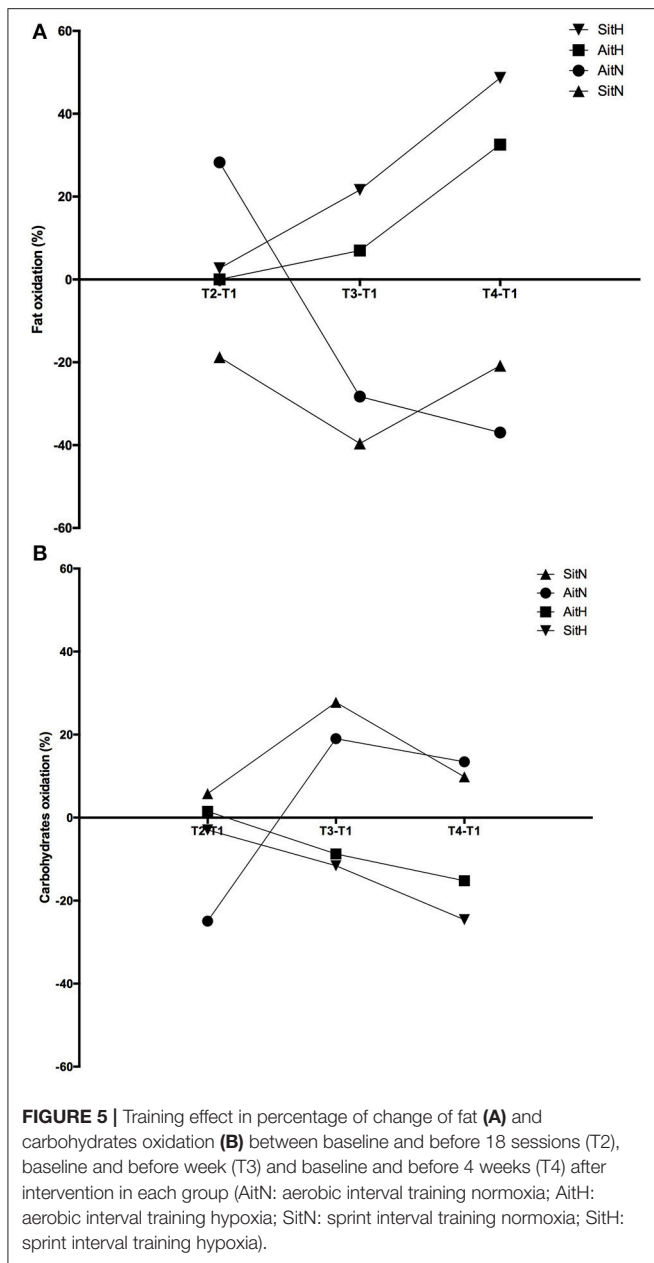 A
60
40
20
0
-20
-40
-60
Fat oxidation (%)
T2-T1
T3-T1
T4-T1
SitH
AitH
AitN
SitN
B
60
40
20
0
-20
-40
-60
Carbohydrates oxidation (%)
T2-T1
T3-T1
T4-T1
SitN
AitN
AitH
SitH
FIGURE 5 | Training effect in percentage of change of fat (A) and
carbohydrates oxidation (B) between baseline and before 18 sessions (T2),
baseline and before week (T3) and baseline and before 4 weeks (T4) after
intervention in each group (AitN: aerobic interval training normoxia; AitH:
aerobic interval training hypoxia; SitN: sprint interval training normoxia; SitH:
sprint interval training hypoxia).